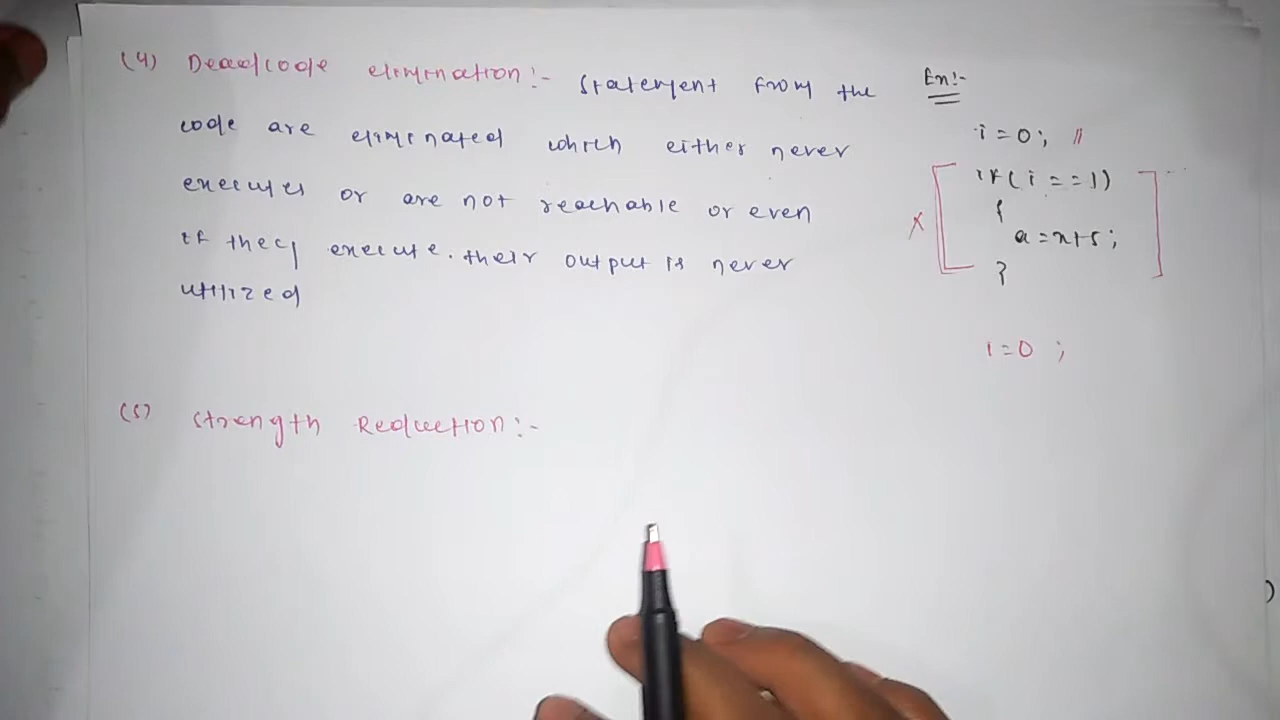 (4) Deadcode elimination :- statement from the
code are eliminated which either never
executes or are not reachable or even
if they execute. their output is never
utilized
Ex:-
i = 0; //
if ( i == 1)
{
a = x+5;
}
i = 0 ;
(5) Strength Reduction :-
)